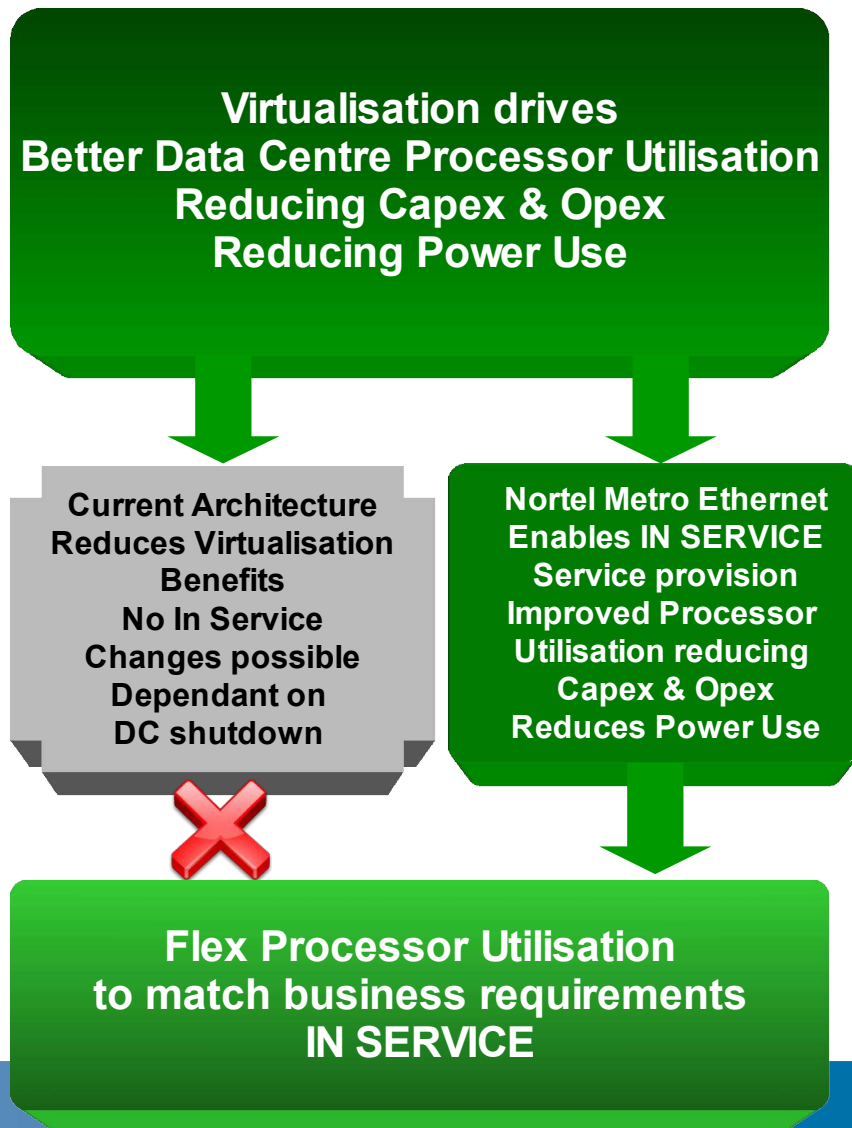 Virtualisation drives
Better Data Centre Processor Utilisation
Reducing Capex & Opex
Reducing Power Use
Current Architecture
Reduces Virtualisation
Benefits
No In Service
Changes possible
Dependant on
DC shutdown
Nortel Metro Ethernet
Enables IN SERVICE
Service provision
Improved Processor
Utilisation reducing
Capex & Opex
Reduces Power Use
Flex Processor Utilisation
to match business requirements
IN SERVICE